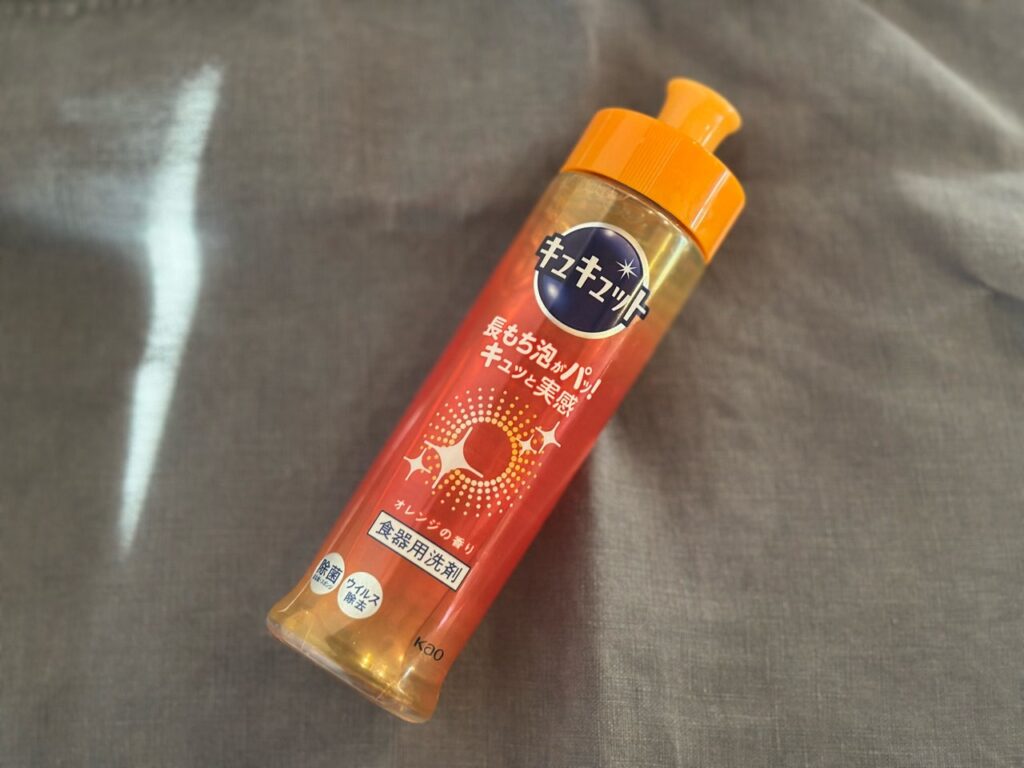 キュキュット
長もち泡がパッ!
キュッと実感
オレンジの香り
食器用洗剤
除菌
ウイルス
除去
Kao